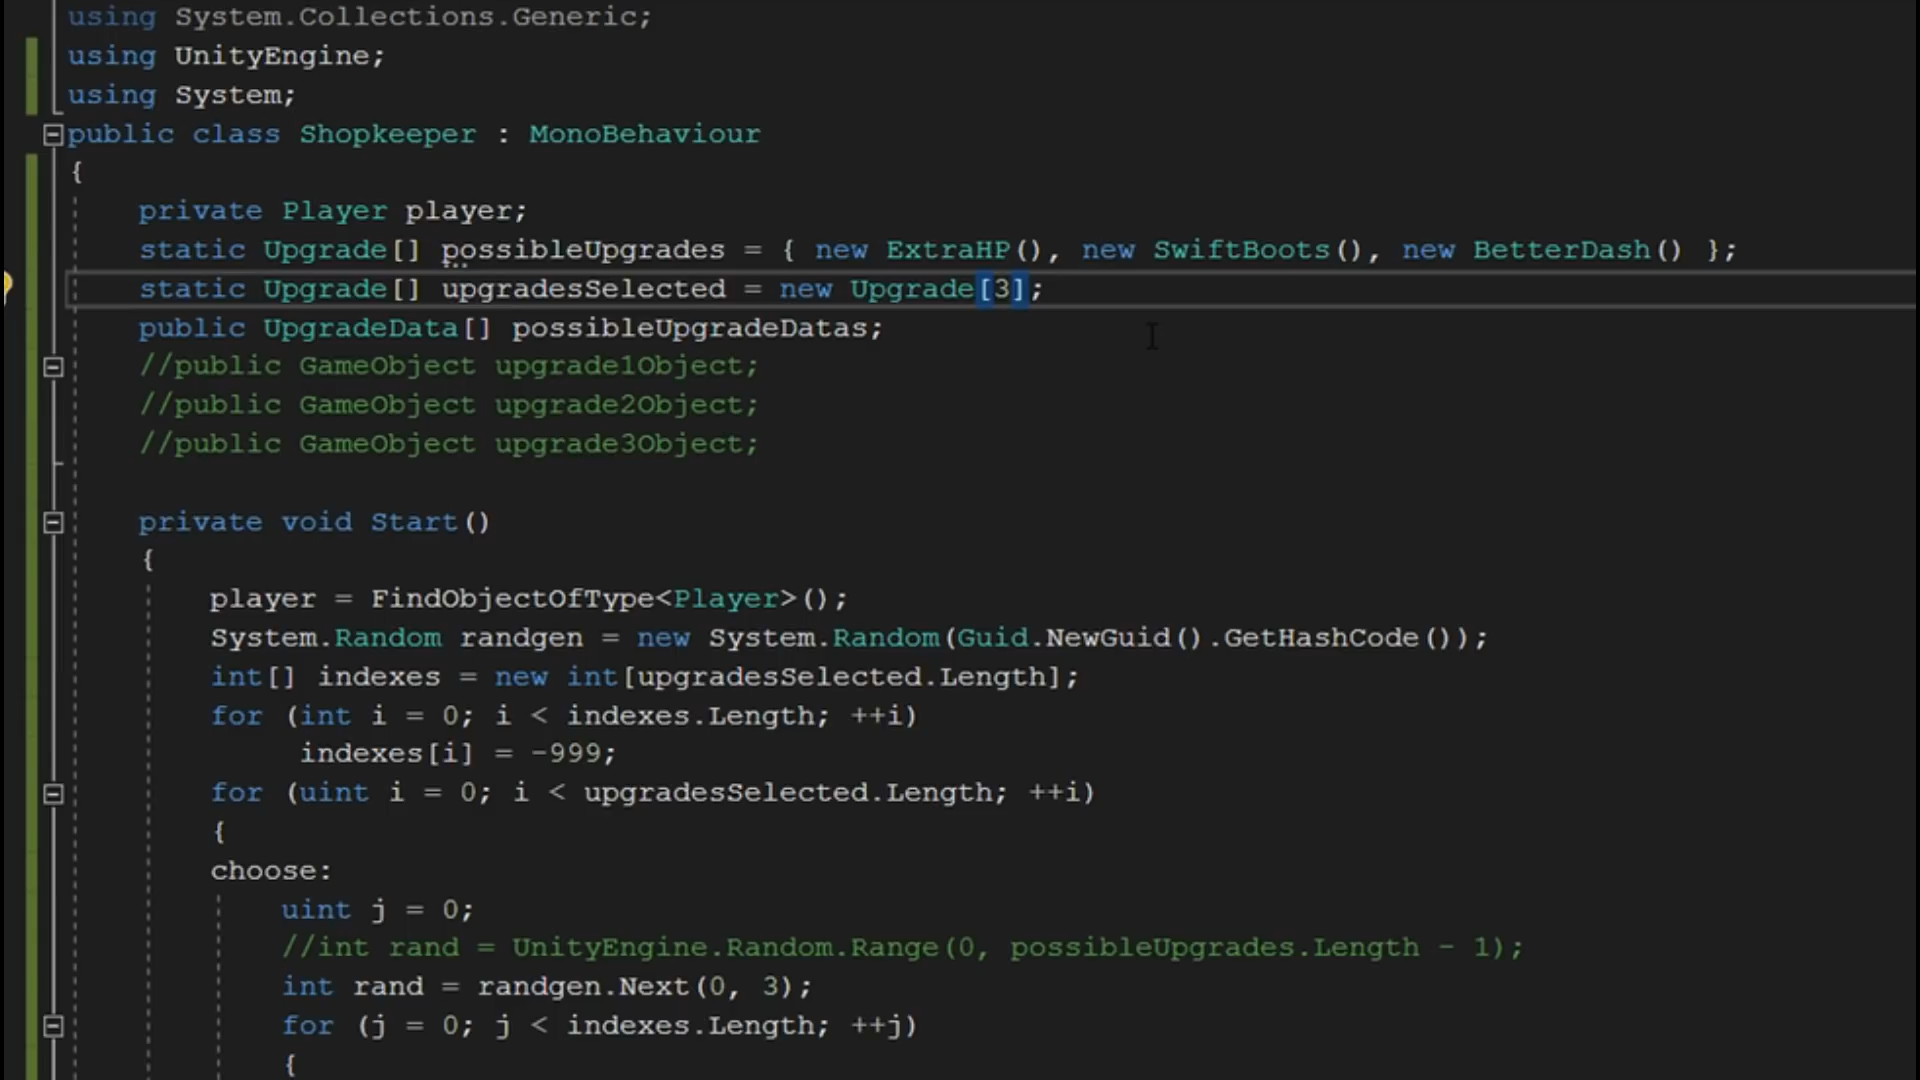 using System.Collections.Generic;
using UnityEngine;
using System;
public class Shopkeeper : MonoBehaviour
{
    private Player player;
    static Upgrade[] possibleUpgrades = { new ExtraHP(), new SwiftBoots(), new BetterDash() };
    static Upgrade[] upgradesSelected = new Upgrade[3];
    public UpgradeData[] possibleUpgradeDatas;
    //public GameObject upgrade1Object;
    //public GameObject upgrade2Object;
    //public GameObject upgrade3Object;
    private void Start()
    {
        player = FindObjectOfType<Player>();
        System.Random randgen = new System.Random(Guid.NewGuid().GetHashCode());
        int[] indexes = new int[upgradesSelected.Length];
        for (int i = 0; i < indexes.Length; ++i)
             indexes[i] = -999;
        for (uint i = 0; i < upgradesSelected.Length; ++i)
        {
        choose:
            uint j = 0;
            //int rand = UnityEngine.Random.Range(0, possibleUpgrades.Length - 1);
            int rand = randgen.Next(0, 3);
            for (j = 0; j < indexes.Length; ++j)
            {